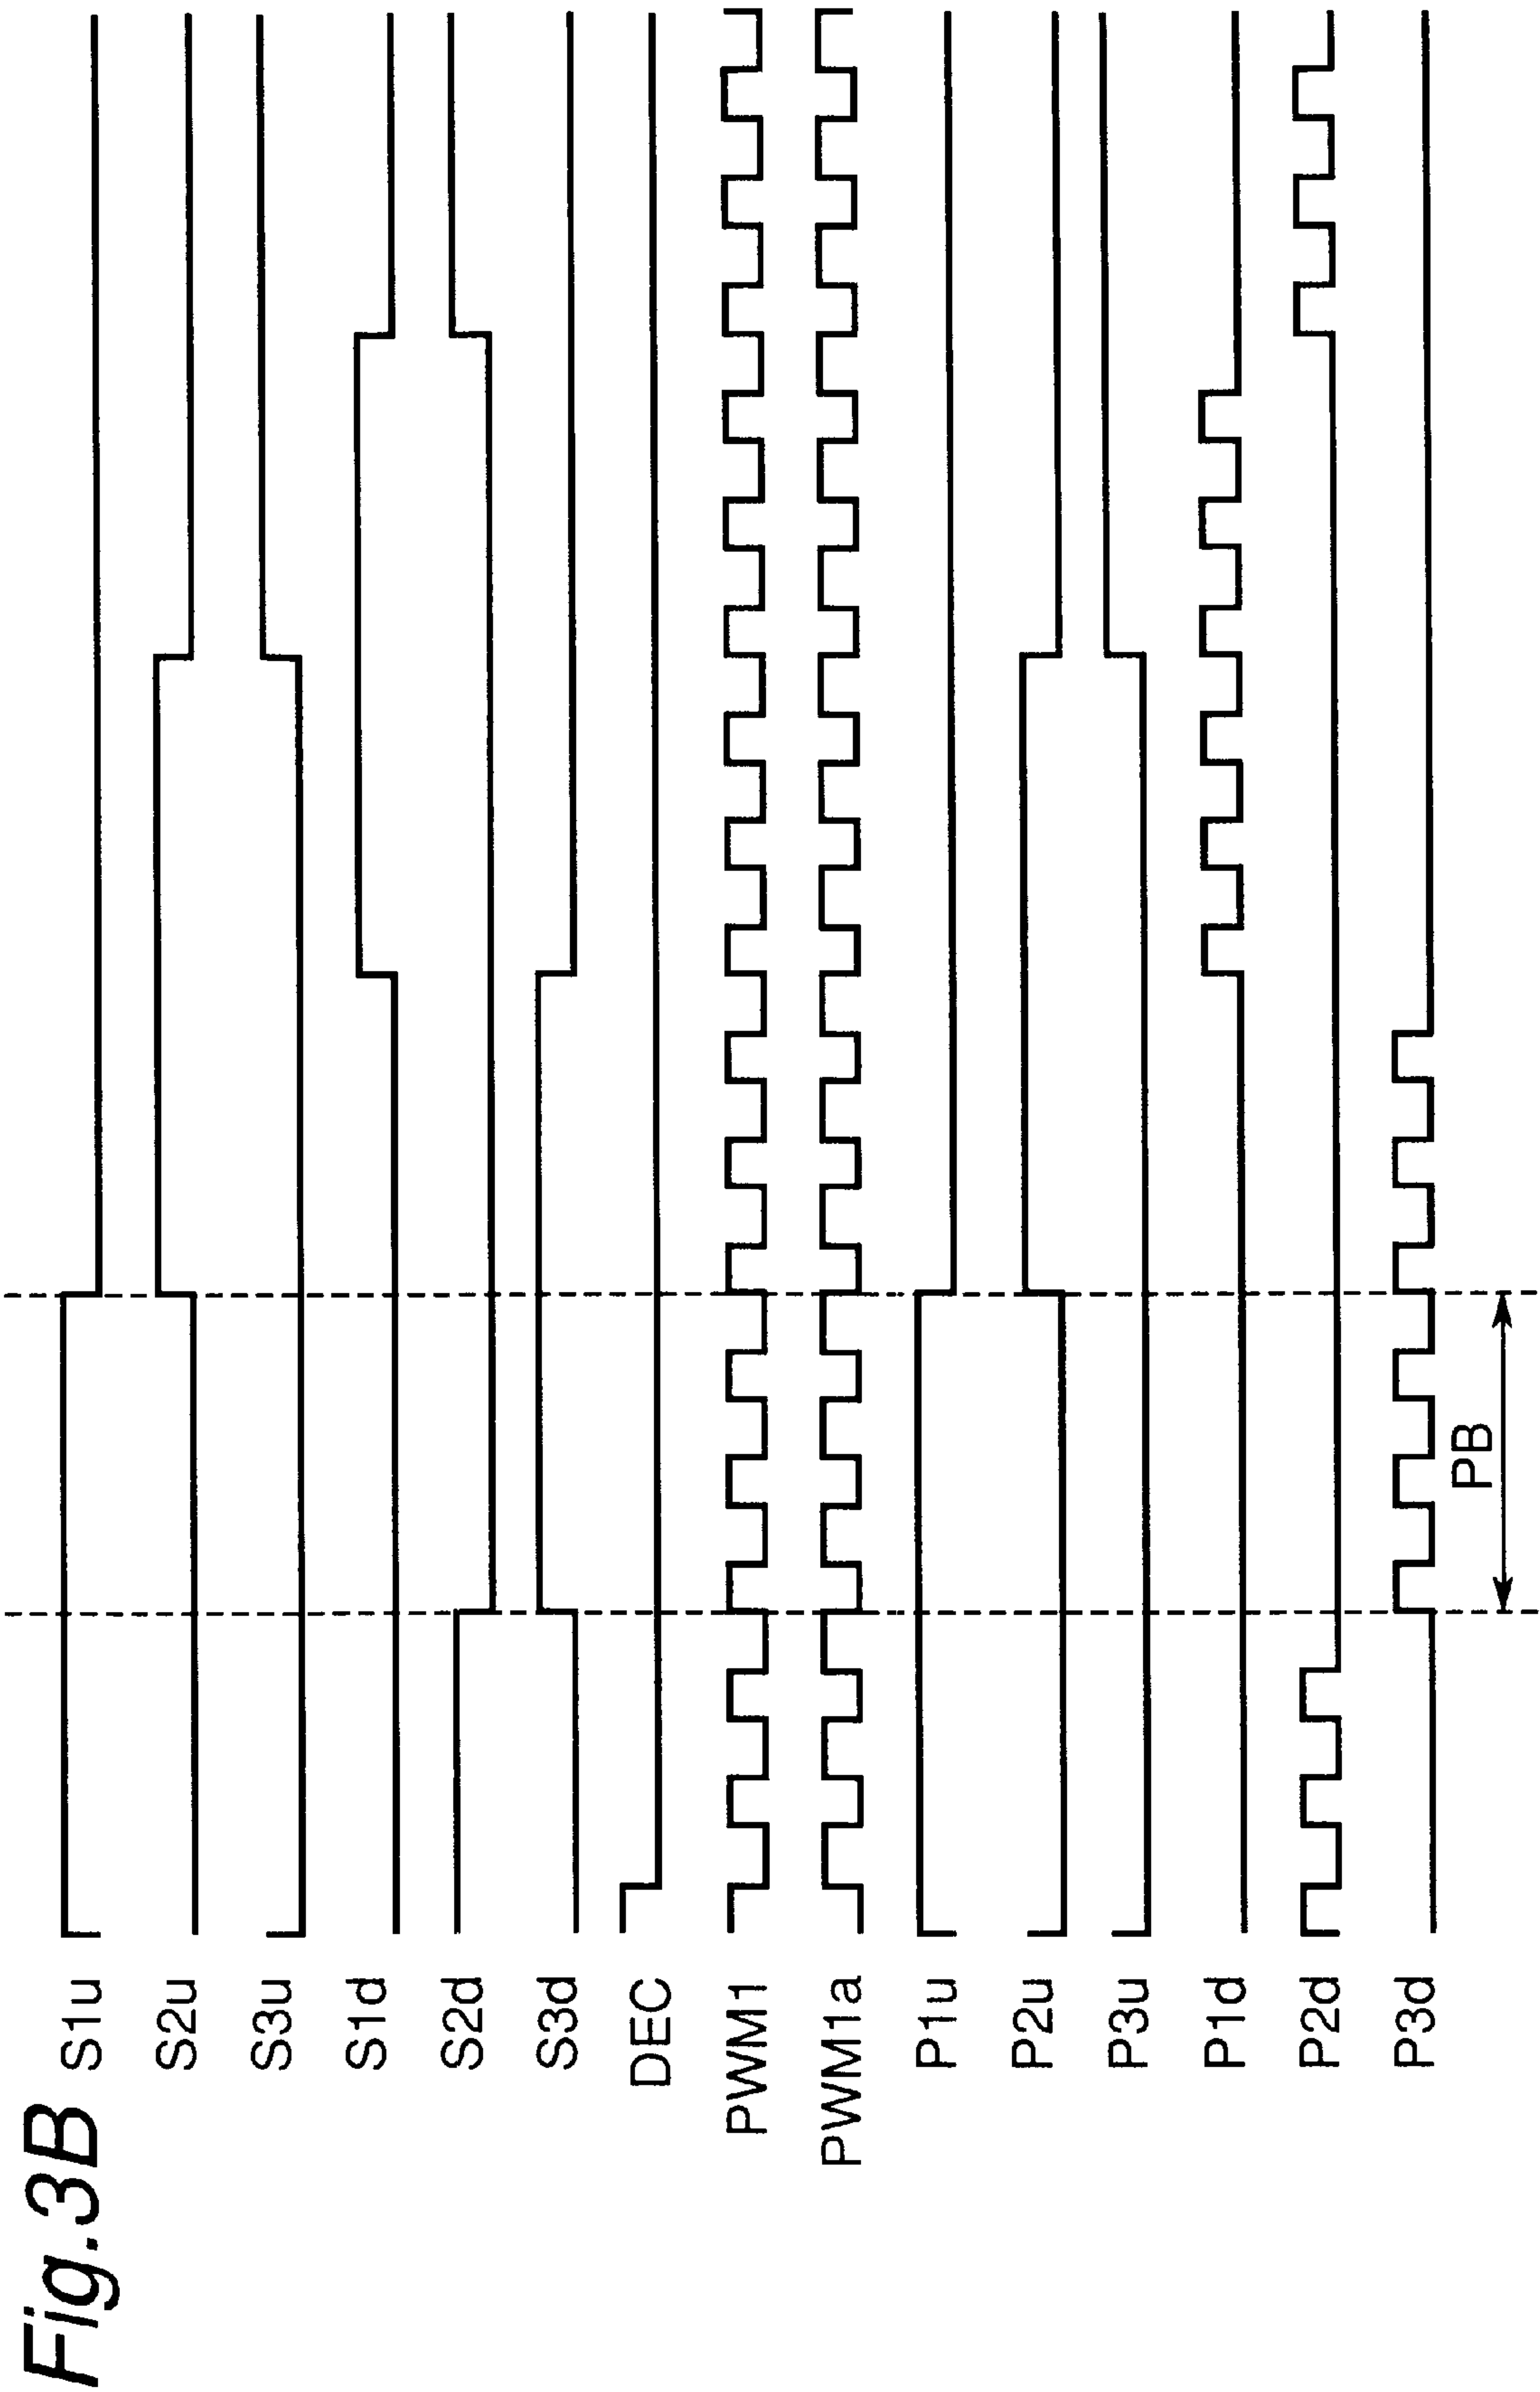 Fig.3B
S1u
S2u
S3u
S1d
S2d
S3d
DEC
PWM1
PWM1a
P1u
P2u
P3u
P1d
P2d
P3d
PB